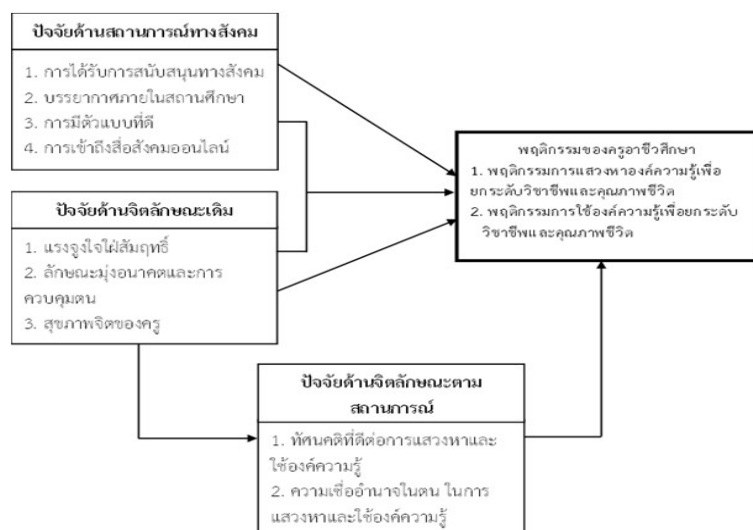 ปัจจัยด้านสถานการณ์ทางสังคม
1. การได้รับการสนับสนุนทางสังคม
2. บรรยากาศภายในสถานศึกษา
3. การมีตัวแบบที่ดี
4. การเข้าถึงสื่อสังคมออนไลน์
ปัจจัยด้านจิตลักษณะเดิม
1. แรงจูงใจใฝ่สัมฤทธิ์
2. ลักษณะมุ่งอนาคตและการ
ควบคุมตน
3. สุขภาพจิตของครู
พฤติกรรมของครูอาชีวศึกษา
1. พฤติกรรมการแสวงหาองค์ความรู้เพื่อ
ยกระดับวิชาชีพและคุณภาพชีวิต
2. พฤติกรรมการใช้องค์ความรู้เพื่อยกระดับ
วิชาชีพและคุณภาพชีวิต
ปัจจัยด้านจิตลักษณะตาม
สถานการณ์
1. ทัศนคติที่ดีต่อการแสวงหาและ
ใช้องค์ความรู้
2. ความเชื่ออำนาจในตน ในการ
แสวงหาและใช้องค์ความรู้